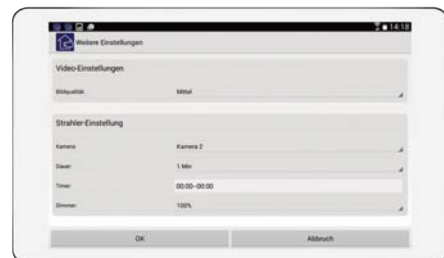 14:18
Weitere Einstellungen
Video-Einstellungen
Bildqualität: Mittel
Strahler-Einstellung
Kamera: Kamera 2
Dauer: 1 Min
Timer: 00:00--00:00
Dimmer: 100%
OK Abbruch